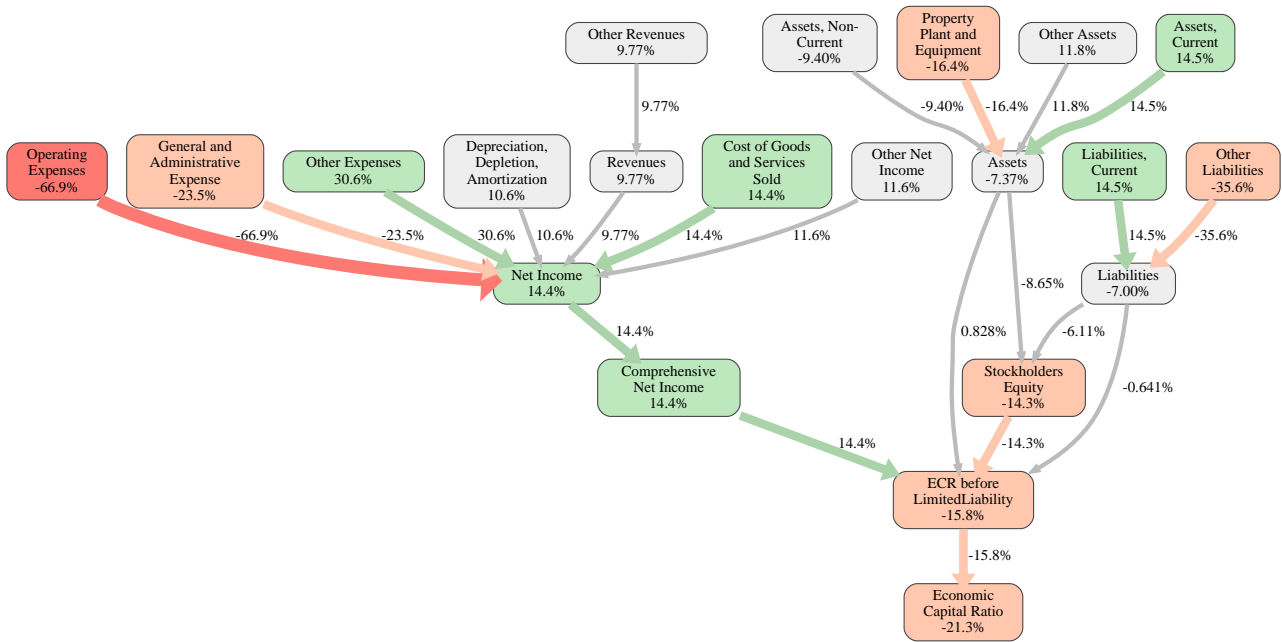 Other Revenues
9.77%
Assets, Non-
Current
-9.40%
Property
Plant and
Equipment
-16.4%
Other Assets
11.8%
Assets,
Current
14.5%
9.77%
-9.40%
-16.4%
11.8%
14.5%
Operating
Expenses
-66.9%
General and
Administrative
Expense
-23.5%
Other Expenses
30.6%
Depreciation,
Depletion,
Amortization
10.6%
Revenues
9.77%
Cost of Goods
and Services
Sold
14.4%
Other Net
Income
11.6%
Assets
-7.37%
Liabilities,
Current
14.5%
Other
Liabilities
-35.6%
-66.9%
-23.5%
30.6%
10.6%
9.77%
14.4%
11.6%
14.5%
-35.6%
Net Income
14.4%
Liabilities
-7.00%
-8.65%
14.4%
0.828%
-6.11%
Comprehensive
Net Income
14.4%
Stockholders
Equity
-14.3%
-0.641%
14.4%
-14.3%
ECR before
LimitedLiability
-15.8%
-15.8%
Economic
Capital Ratio
-21.3%